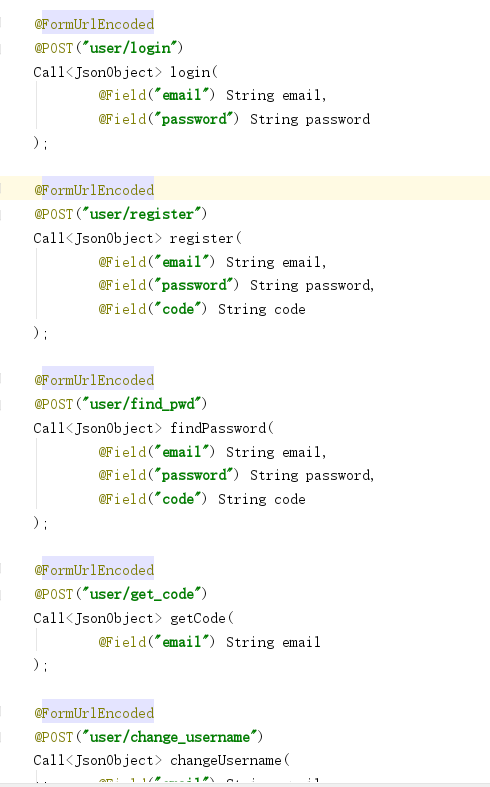 @FormUrlEncoded
@POST("user/login")
Call<JsonObject> login(
@Field("email") String email,
@Field("password") String password
);
@FormUrlEncoded
@POST("user/register")
Call<JsonObject> register(
@Field("email") String email,
@Field("password") String password,
@Field("code") String code
);
@FormUrlEncoded
@POST("user/find_pwd")
Call<JsonObject> findPassword(
@Field("email") String email,
@Field("password") String password,
@Field("code") String code
);
@FormUrlEncoded
@POST("user/get_code")
Call<JsonObject> getCode(
@Field("email") String email
);
@FormUrlEncoded
@POST("user/change_username")
Call<JsonObject> changeUsername(